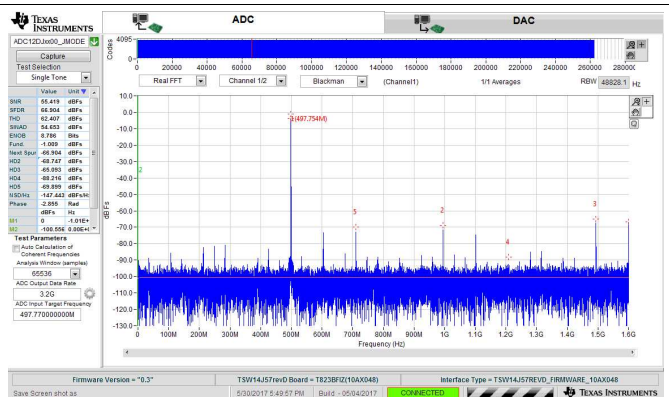 TEXAS INSTRUMENTS
ADC
DAC
ADC12DJxx00_JMODE
Capture
Test Selection
Single Tone
Value Unit
SNR 55.419 dBFs
SFDR 66.904 dBFs
THD 62.407 dBFs
SINAD 54.653 dBFs
ENOB 8.786 Bits
Fund. -1.009 dBFs
Next Spur -66.904 dBFs
HD2 -68.747 dBFs
HD3 -65.093 dBFs
HD4 -88.216 dBFs
HD5 -69.899 dBFs
NSD/Hz -147.442 dBFs/Hz
Phase -2.855 Rad
dBFs Hz
M1 0 -1.01E+
M2 -100.556 0.00E+
Test Parameters
Auto Calculation of
Coherent Frequencies
Analysis Window (samples)
65536
ADC Output Data Rate
3.2G
ADC Input Target Frequency
497.770000000M
Codes
4095
0
0 20000 40000 60000 80000 100000 120000 140000 160000 180000 200000 220000 240000 260000 280000
Real FFT Channel 1/2 Blackman (Channel1) 1/1 Averages RBW 48828.1 Hz
dBFs
10.0
0.0
-10.0
-20.0
-30.0
-40.0
-50.0
-60.0
-70.0
-80.0
-90.0
-100.0
-110.0
-120.0
-130.0
(497.754M)
2
5
2
4
3
0 100M 200M 300M 400M 500M 600M 700M 800M 900M 1G 1.1G 1.2G 1.3G 1.4G 1.5G 1.6G
Frequency (Hz)
Firmware Version = "0.3"
TSW14J57revD Board = T823BFIZ(10AX048)
Interface Type = TSW14J57REVD_FIRMWARE_10AX048
Save Screen shot as
5/30/2017 5:49:57 PM
Build - 05/04/2017
CONNECTED
TEXAS INSTRUMENTS